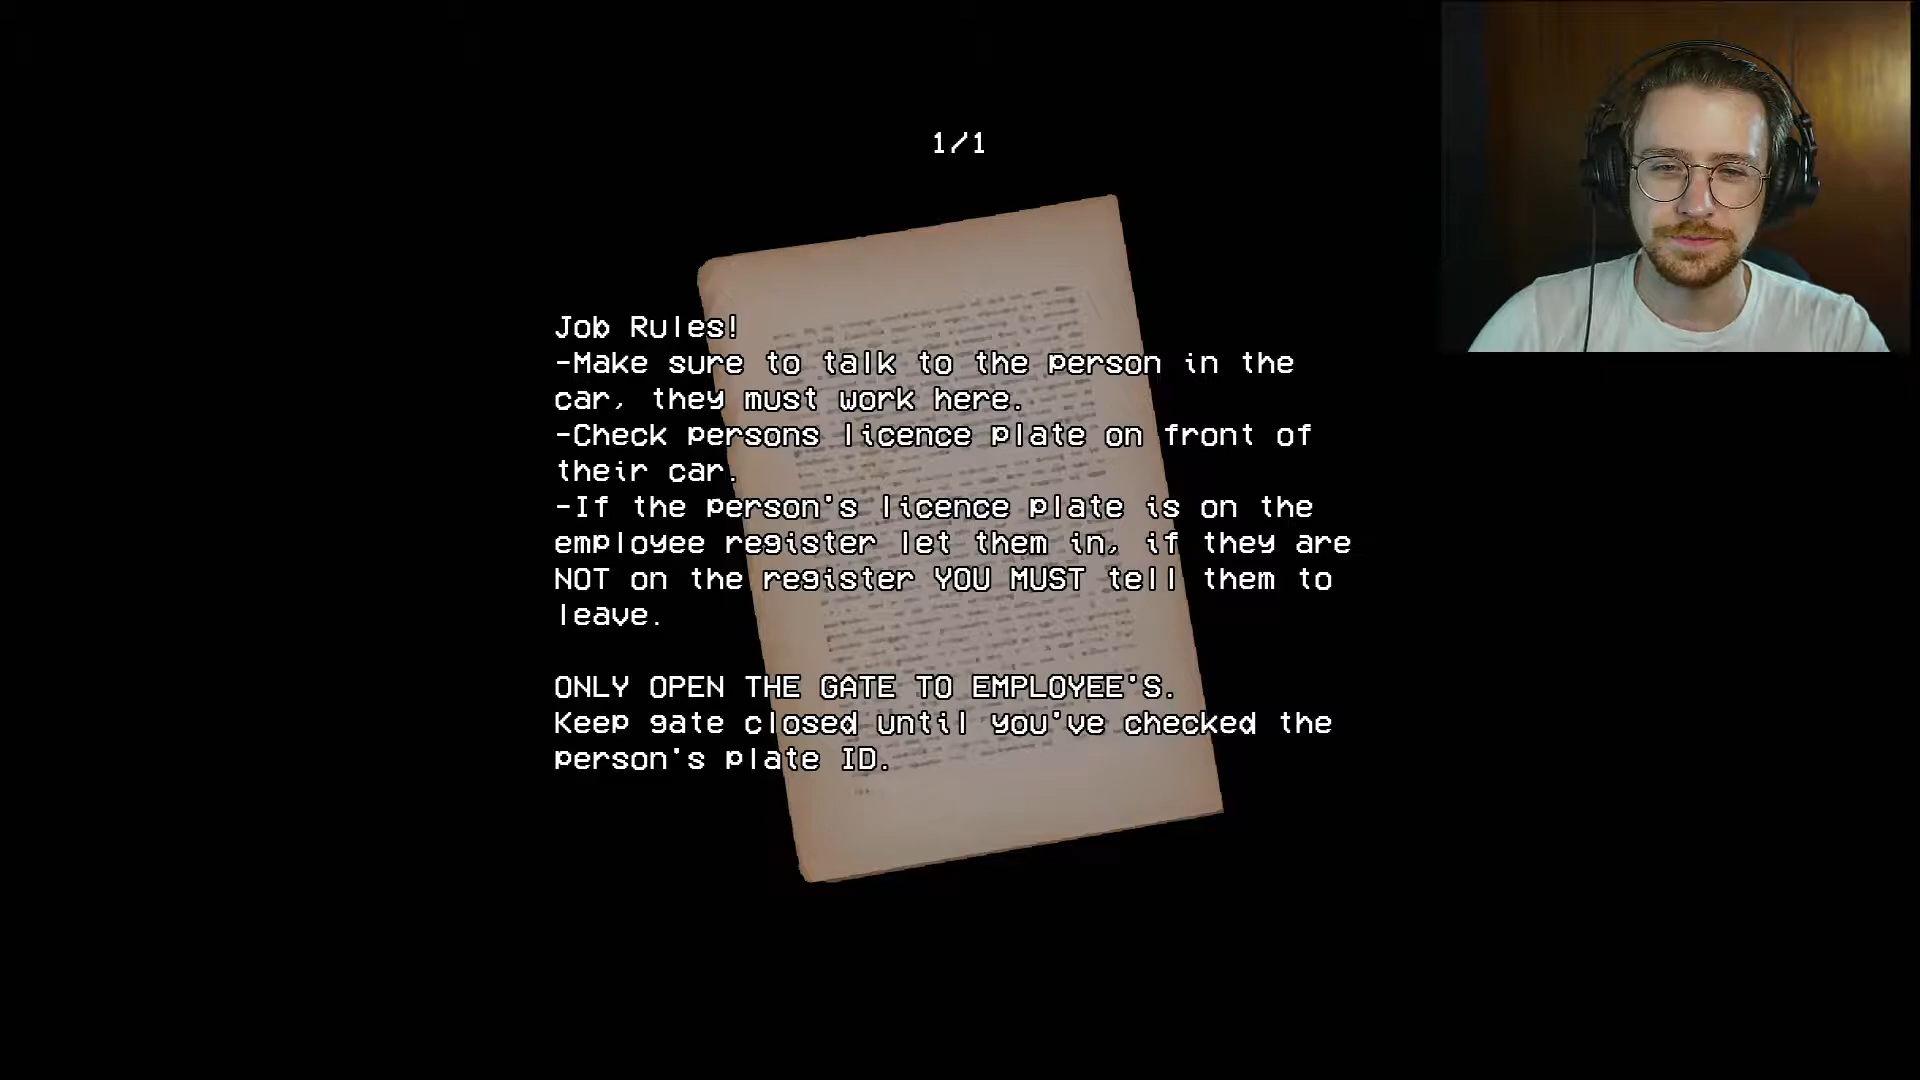 1/1
Job Rules!
-Make sure to talk to the person in the
car, they must work here.
-Check persons licence plate on front of
their car.
-If the person's licence plate is on the
employee register let them in, if they are
NOT on the register YOU MUST tell them to
leave.
ONLY OPEN THE GATE TO EMPLOYEE'S.
Keep gate closed until you've checked the
person's plate ID.